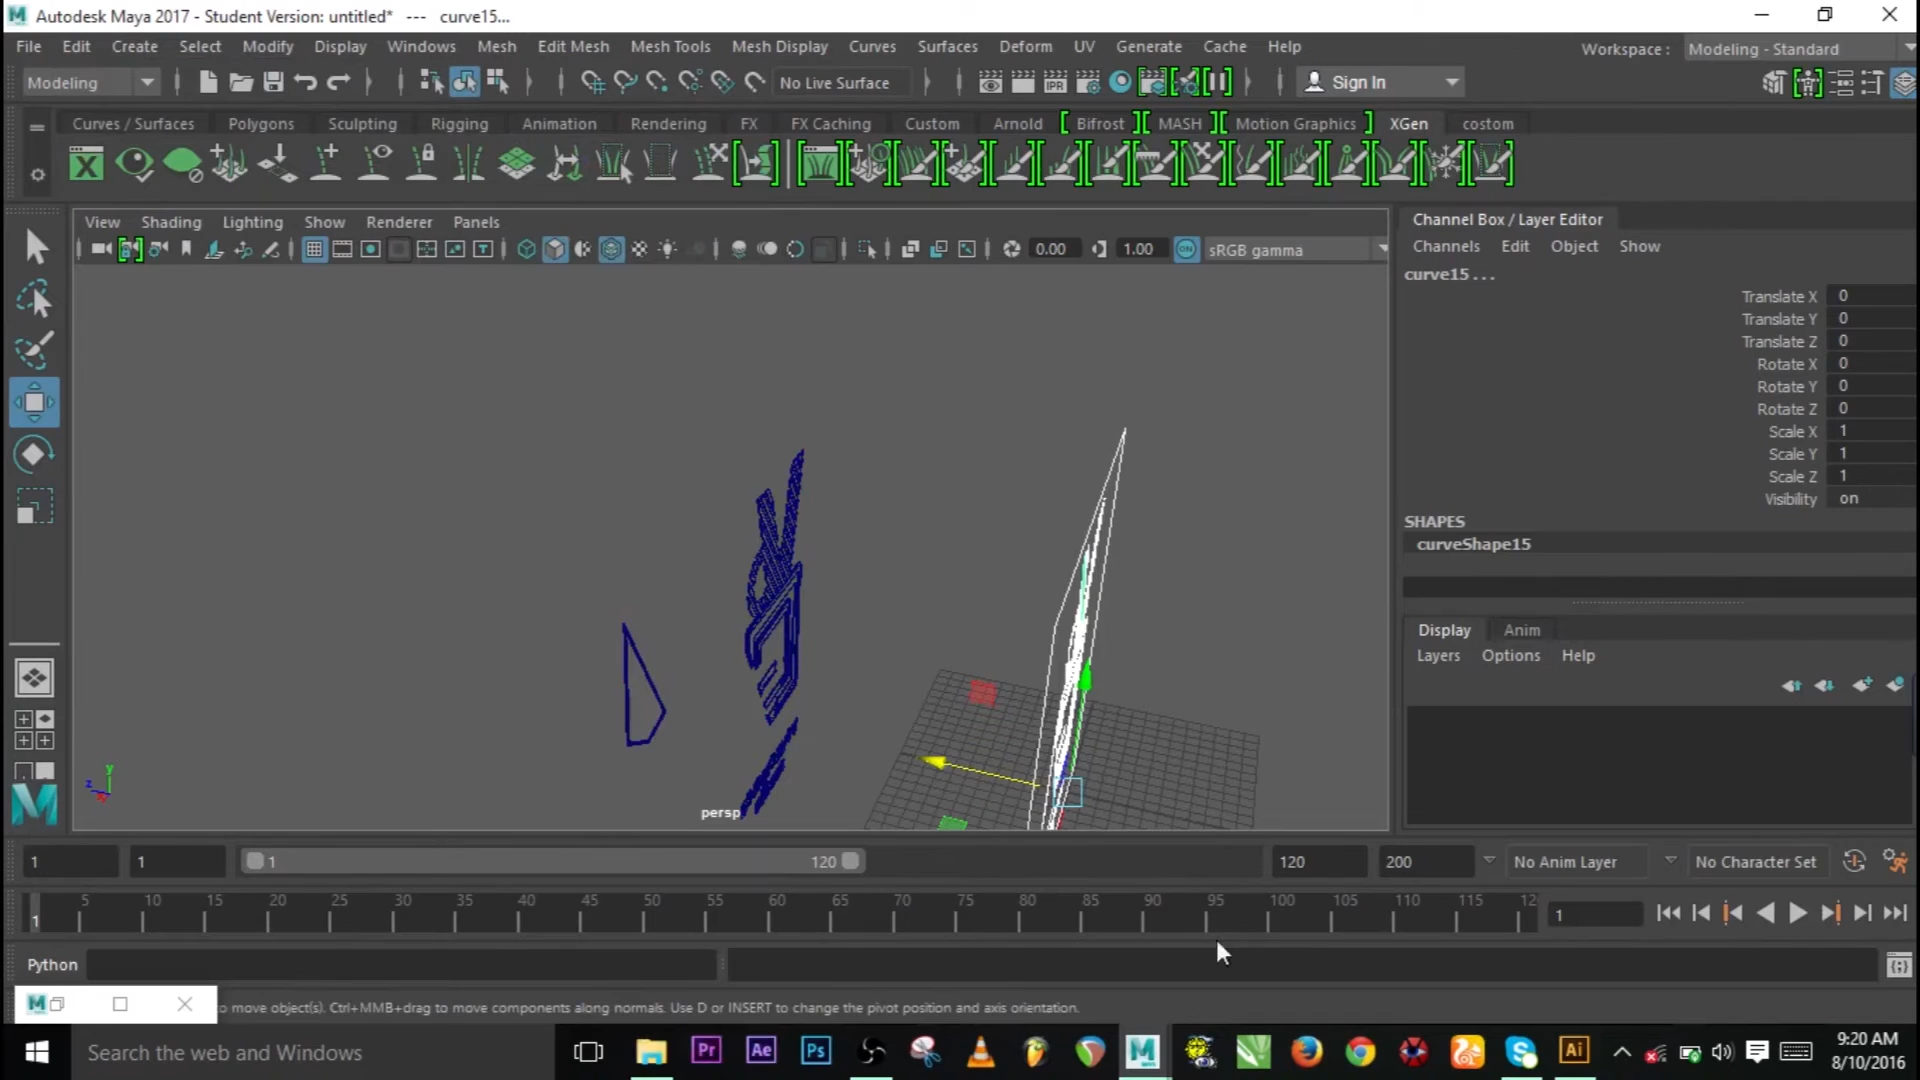 Autodesk Maya 2017 - Student Version: untitled* --- curve15...
File Edit Create Select Modify Display Windows Mesh Edit Mesh Mesh Tools Mesh Display Curves Surfaces Deform UV Generate Cache Help Workspace : Modeling - Standard
Modeling No Live Surface IPR Sign In
Curves / Surfaces Polygons Sculpting Rigging Animation Rendering FX FX Caching Custom Arnold Bifrost MASH Motion Graphics XGen costom
View Shading Lighting Show Renderer Panels
0.00 1.00 ON sRGB gamma
Channel Box / Layer Editor
Channels Edit Object Show
curve15 . . .
Translate X 0
Translate Y 0
Translate Z 0
Rotate X 0
Rotate Y 0
Rotate Z 0
Scale X 1
Scale Y 1
Scale Z 1
Visibility on
SHAPES
curveShape15
Display Anim
Layers Options Help
y
z
x
persp
1 1 1 120 120 200 No Anim Layer No Character Set
5 10 15 20 25 30 35 40 45 50 55 60 65 70 75 80 85 90 95 100 105 110 115 12
1 1
Python
to move object(s). Ctrl+MMB+drag to move components along normals. Use D or INSERT to change the pivot position and axis orientation.
Search the web and Windows Pr Ae Ps M Ai 9:20 AM
8/10/2016